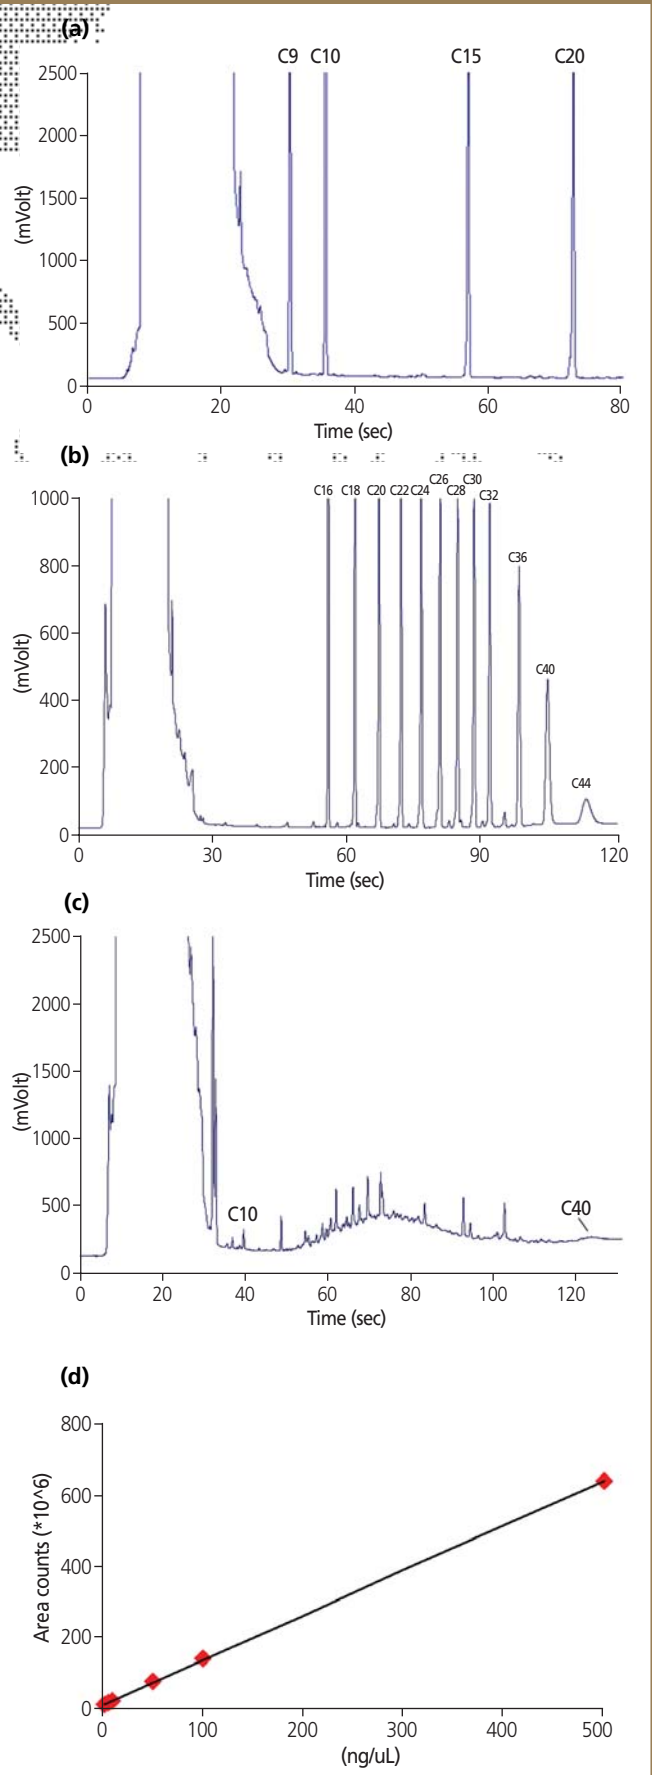 (a)
C9 C10 C15 C20
2500
2000
1500
1000
500
0
(mVolt)
0 20 40 60 80
Time (sec)
(b)
C16 C18 C20 C22 C24 C26 C28 C30 C32
C36
C40
C44
1000
800
600
400
200
0
(mVolt)
0 30 60 90 120
Time (sec)
(c)
2500
2000
1500
1000
500
0
(mVolt)
C10 C40
0 20 40 60 80 100 120
Time (sec)
(d)
800
600
400
200
0
Area counts (*10^6)
0 100 200 300 400 500
(ng/uL)